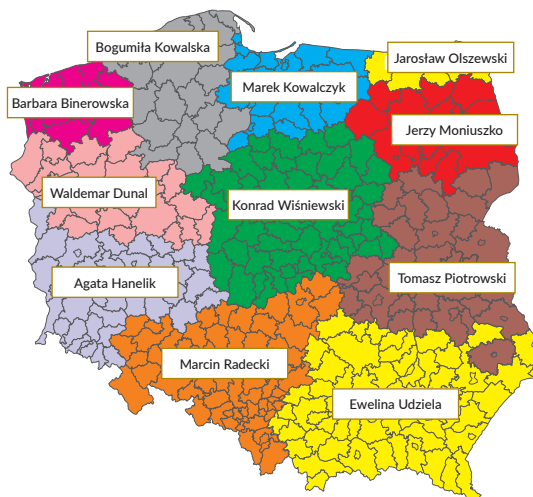 Bogumiła Kowalska
Jarosław Olszewski
Marek Kowalczyk
Barbara Binerowska
Jerzy Moniuszko
Waldemar Dunal
Konrad Wiśniewski
Tomasz Piotrowski
Agata Hanelik
Marcin Radecki
Ewelina Udziela